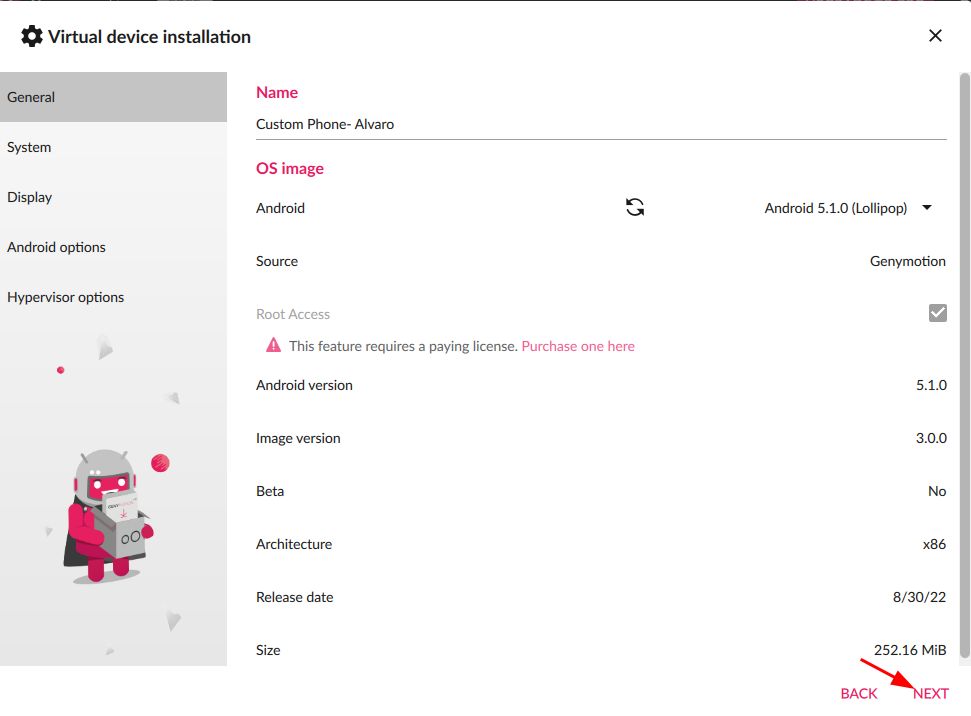 Virtual device installation
General
System
Display
Android options
Hypervisor options
Name
Custom Phone- Alvaro
OS image
Android Android 5.1.0 (Lollipop)
Source Genymotion
Root Access
This feature requires a paying license. Purchase one here
Android version 5.1.0
Image version 3.0.0
Beta No
Architecture x86
Release date 8/30/22
Size 252.16 MiB
BACK NEXT